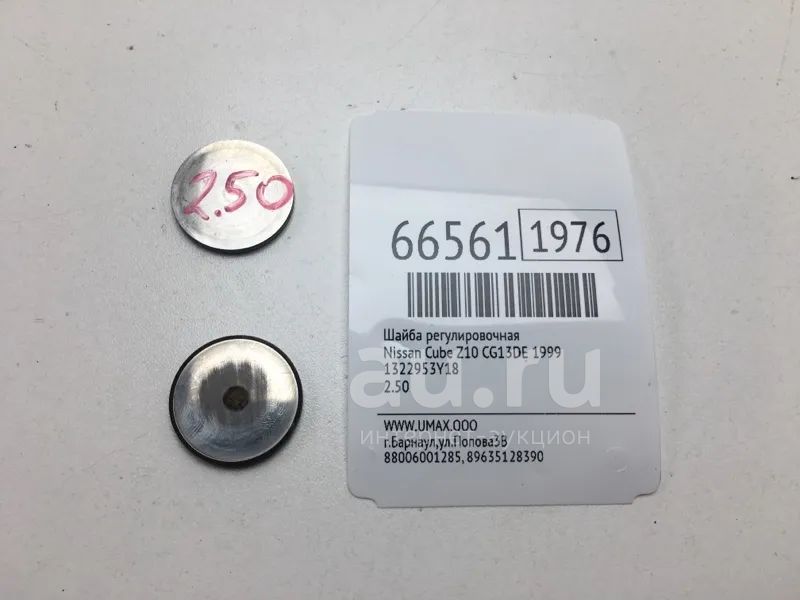 2.50
66561 1976
Шайба регулировочная
Nissan Cube Z10 CG13DE 1999
1322953Y18
2.50
WWW.UMAX.OOO
г.Барнаул,ул.Попова3В
88006001285, 89635128390
au.ru
интернет-аукцион